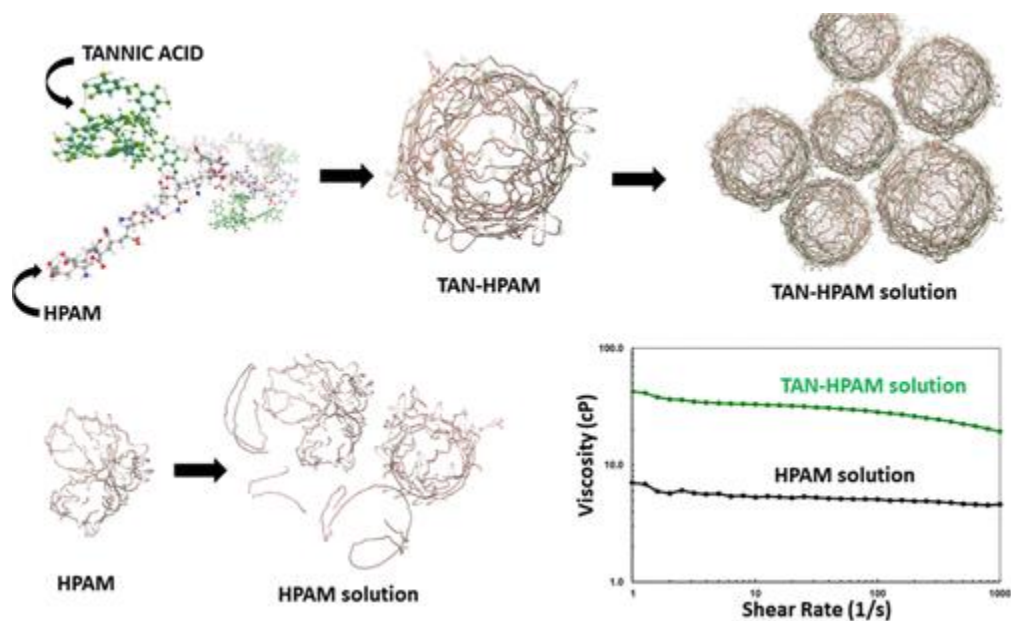 TANNIC ACID
HPAM
TAN-HPAM
TAN-HPAM solution
HPAM
HPAM solution
Viscosity (cP)
100.0
10.0
1.0
TAN-HPAM solution
HPAM solution
1
10
100
1000
Shear Rate (1/s)